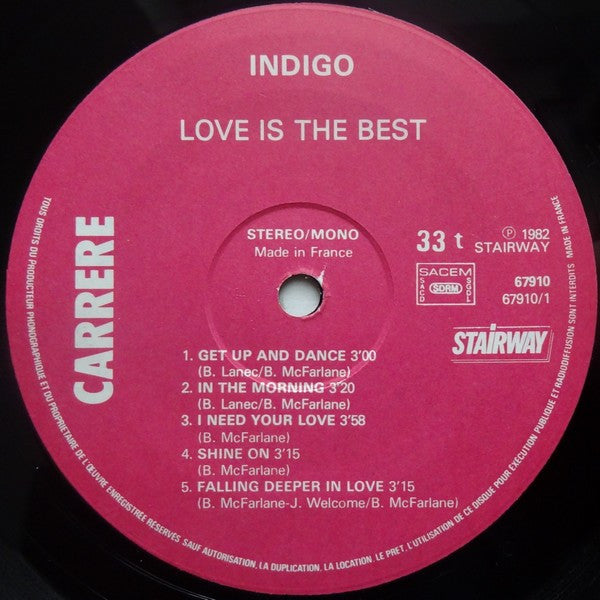 INDIGO
LOVE IS THE BEST
CARRERE
STEREO/MONO
Made in France
33 t
℗ 1982
STAIRWAY
SACEM
SACD
SDRM
SGDL
67910
67910/1
STAiRWAY
1. GET UP AND DANCE 3'00
(B. Lanec/B. McFarlane)
2. IN THE MORNING 3'20
(B. Lanec/B. McFarlane)
3. I NEED YOUR LOVE 3'58
(B. McFarlane)
4. SHINE ON 3'15
(B. McFarlane)
5. FALLING DEEPER IN LOVE 3'15
(B. McFarlane-J. Welcome/B. McFarlane)
TOUS DROITS DU PRODUCTEUR PHONOGRAPHIQUE ET DU PROPRIETAIRE DE L'ŒUVRE ENREGISTREE RESERVES SAUF AUTORISATION, LA DUPLICATION, LA LOCATION, LE PRET, L'UTILISATION DE CE DISQUE POUR EXECUTION PUBLIQUE ET RADIODIFFUSION SONT INTERDITS MADE IN FRANCE